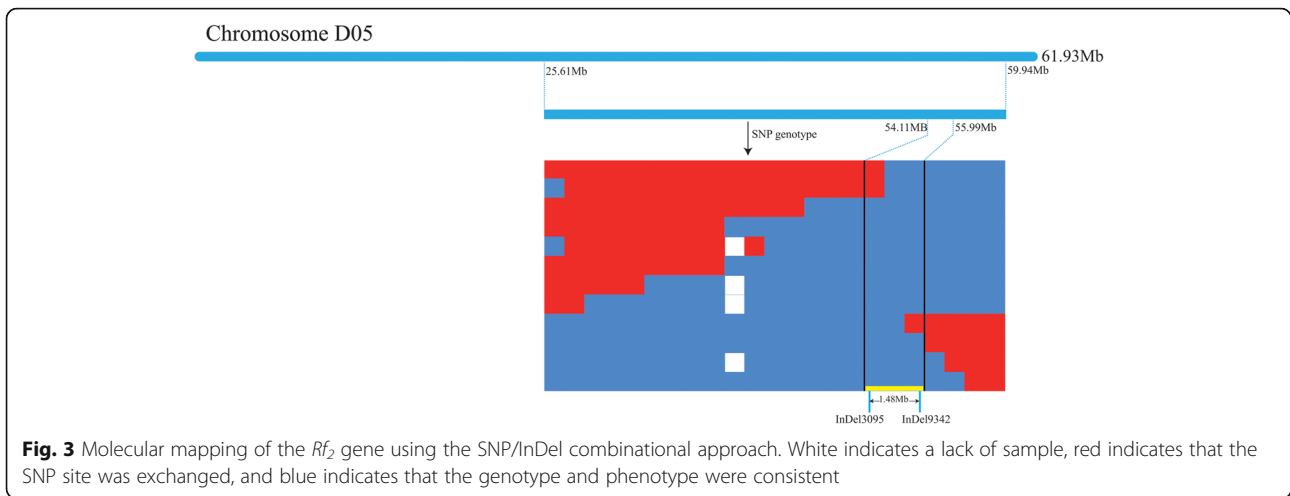 Chromosome D05
61.93Mb
25.61Mb
59.94Mb
54.11MB
55.99Mb
SNP genotype
1.48Mb
InDel3095
InDel9342
Fig. 3 Molecular mapping of the Rf2 gene using the SNP/InDel combinational approach. White indicates a lack of sample, red indicates that the
SNP site was exchanged, and blue indicates that the genotype and phenotype were consistent